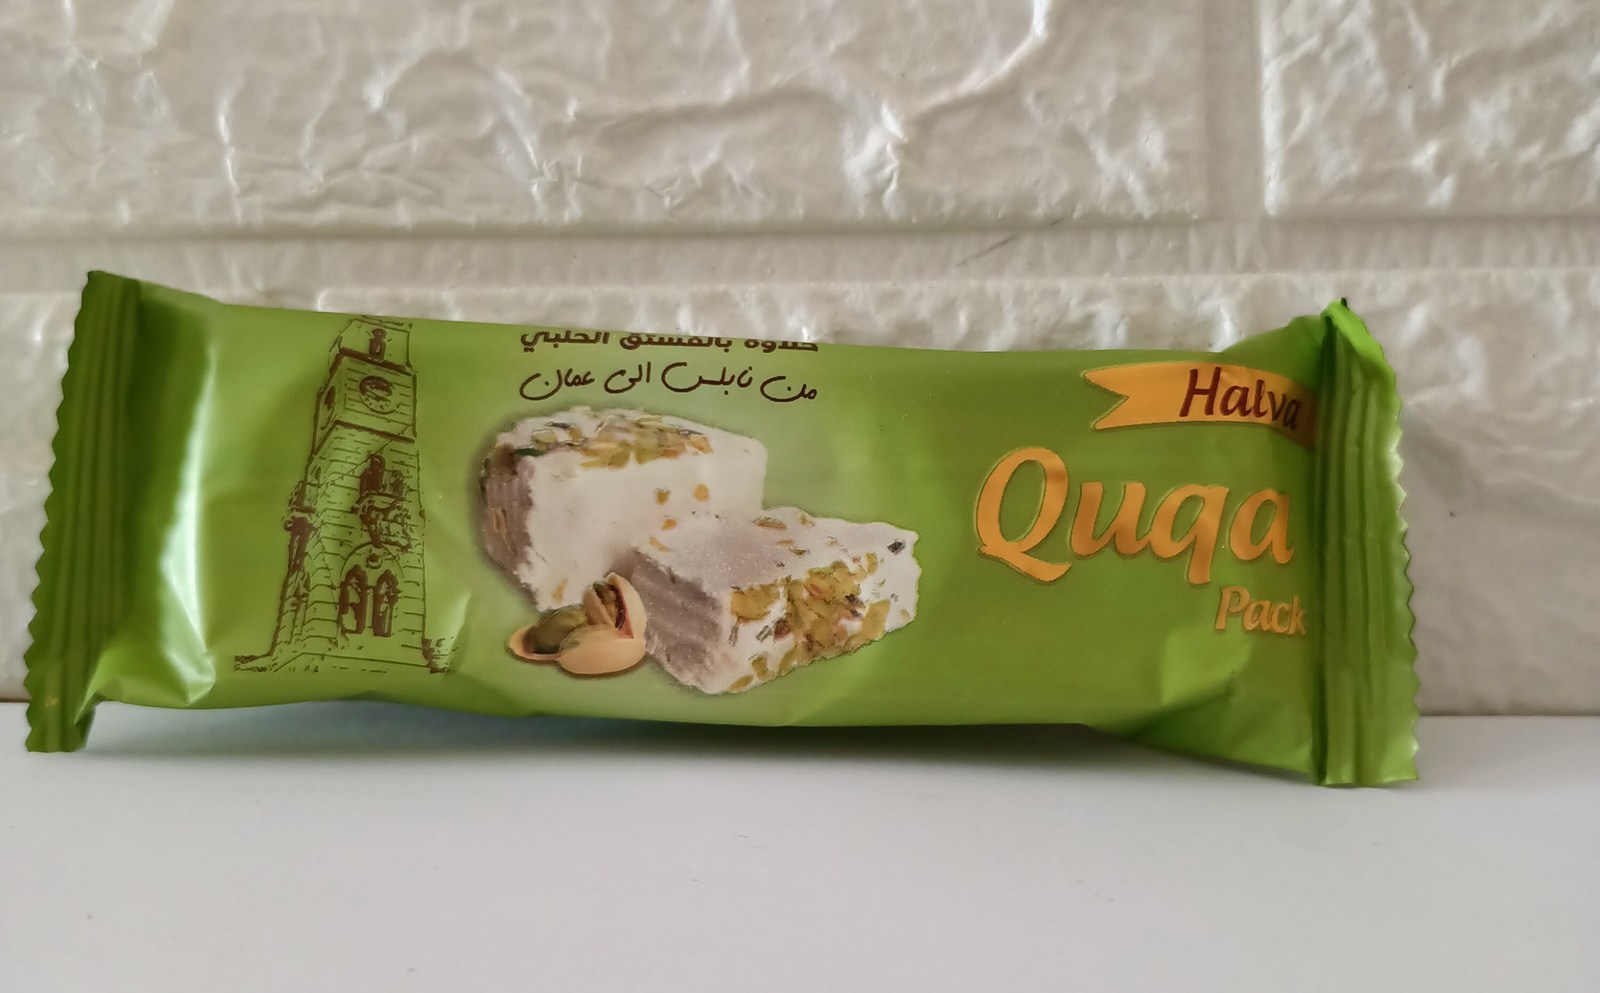 حلاوة بالفستق الحلبي
من نابلس الى عمان
Halva
Quqa
Pack